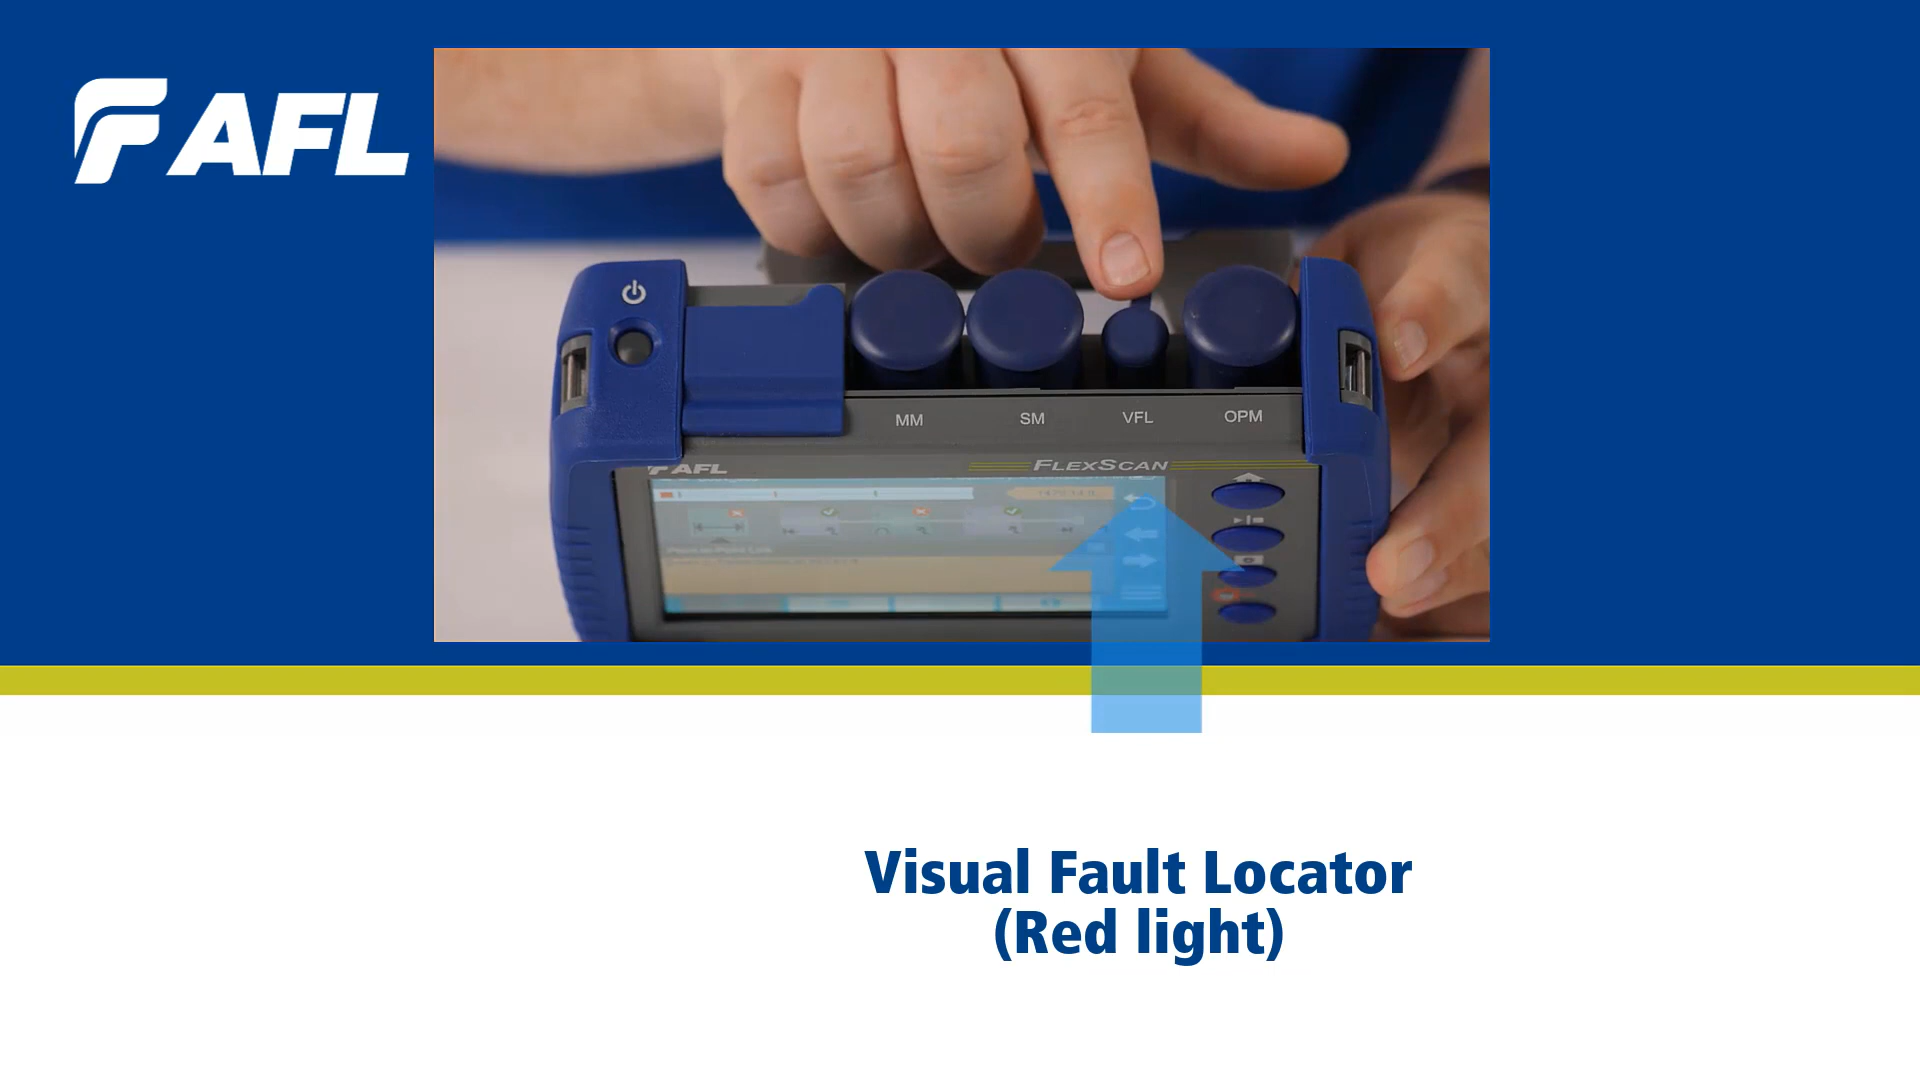 AFL
MM SM VFL OPM
AFL FLEXSCAN
Visual Fault Locator
(Red light)